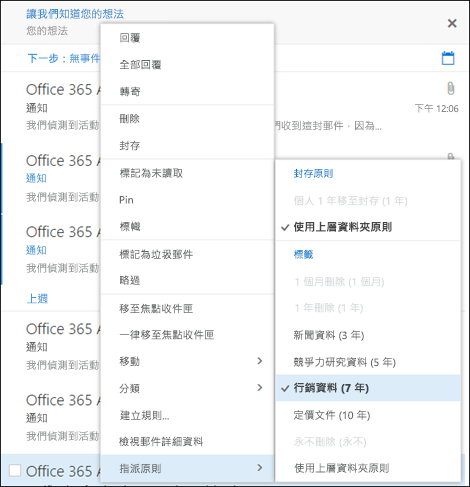 讓我們知道您的想法
您的想法
下一步：無事件
Office 365 A
通知
下午 12:06
我們偵測到活動
們收到這封郵件，因為...
Office 365 A
通知
我們偵測到活動
Office 365 A
通知
我們偵測到活動
上週
Office 365 A
通知
我們偵測到活動
Office 365 A
通知
我們偵測到活動
Office 365 A
回覆
全部回覆
轉寄
刪除
封存
標記為未讀取
Pin
標幟
標記為垃圾郵件
略過
移至焦點收件匣
一律移至焦點收件匣
移動
分類
建立規則...
檢視郵件詳細資料
指派原則
封存原則
個人 1 年移至封存 (1 年)
使用上層資料夾原則
標籤
1 個月刪除 (1 個月)
1 年刪除 (1 年)
新聞資料 (3 年)
競爭力研究資料 (5 年)
行銷資料 (7 年)
定價文件 (10 年)
永不刪除 (永不)
使用上層資料夾原則